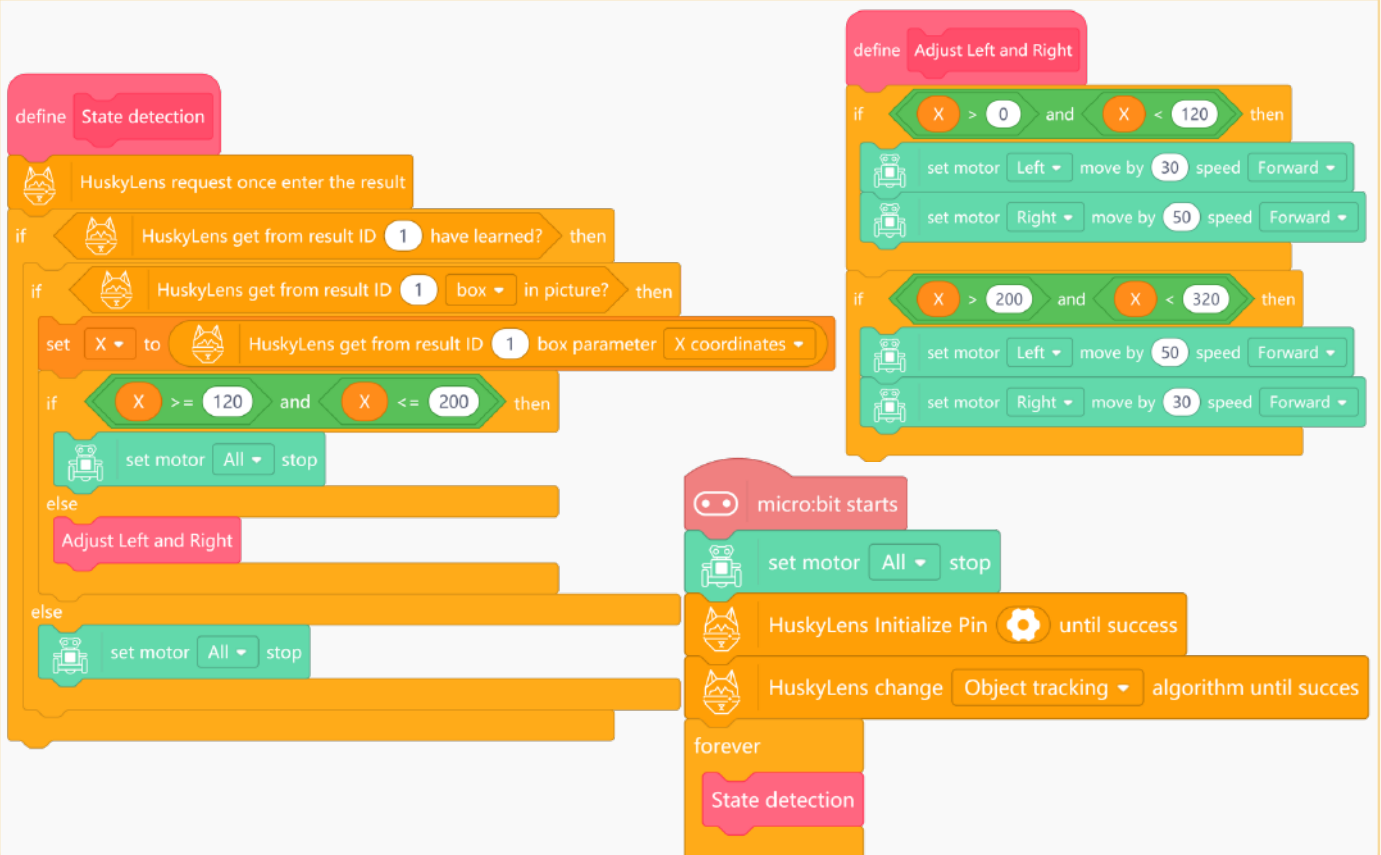 define State detection
HuskyLens request once enter the result
if HuskyLens get from result ID 1 have learned? then
if HuskyLens get from result ID 1 box in picture? then
set X to HuskyLens get from result ID 1 box parameter X coordinates
if X >= 120 and X <= 200 then
set motor All stop
else
Adjust Left and Right
else
set motor All stop
define Adjust Left and Right
if X > 0 and X < 120 then
set motor Left move by 30 speed Forward
set motor Right move by 50 speed Forward
if X > 200 and X < 320 then
set motor Left move by 50 speed Forward
set motor Right move by 30 speed Forward
micro:bit starts
set motor All stop
HuskyLens Initialize Pin until success
HuskyLens change Object tracking algorithm until succes
forever
State detection